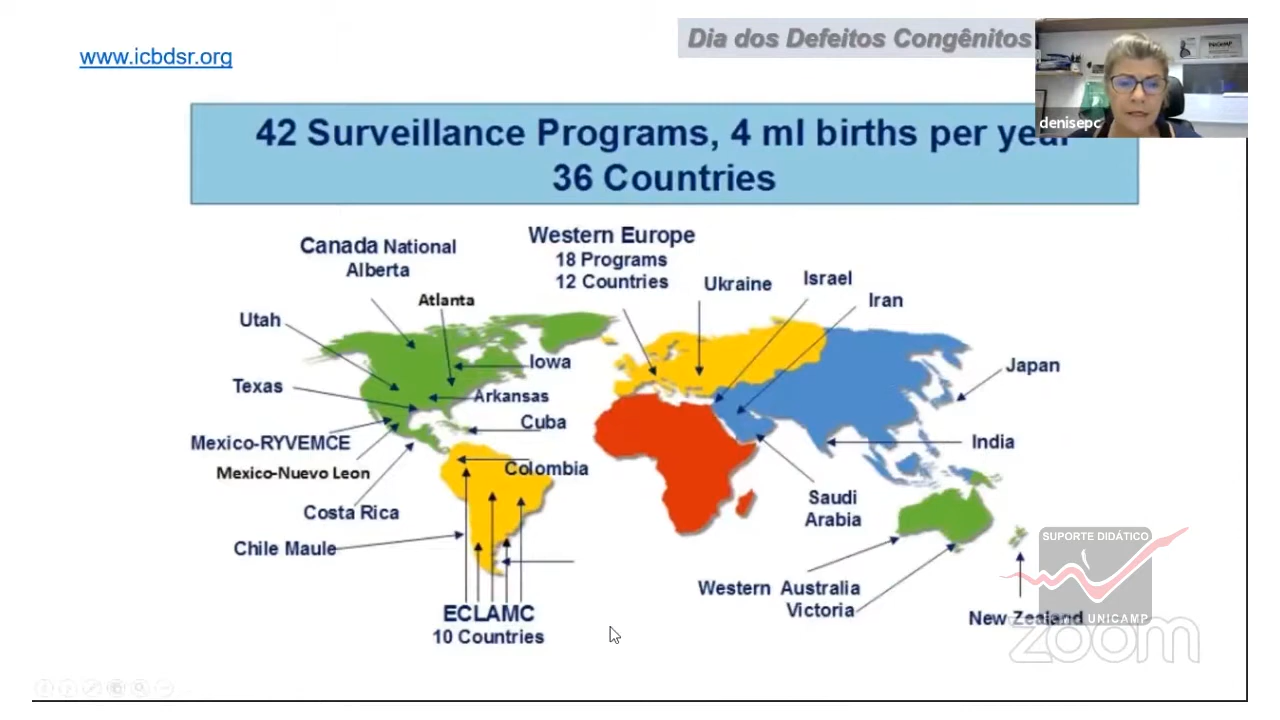 www.icbdsr.org
Dia dos Defeitos Congênitos
denisepc
42 Surveillance Programs, 4 ml births per year
36 Countries
Canada National
Alberta
Western Europe
18 Programs
12 Countries
Ukraine
Israel
Iran
Atlanta
Utah
Iowa
Japan
Texas
Arkansas
Cuba
Mexico-RYVEMCE
India
Mexico-Nuevo Leon
Colombia
Costa Rica
Saudi
Arabia
Chile Maule
SUPORTE DIDÁTICO
Western Australia
Victoria
ECLAMC
10 Countries
New Zealand
UNICAMP
zoom